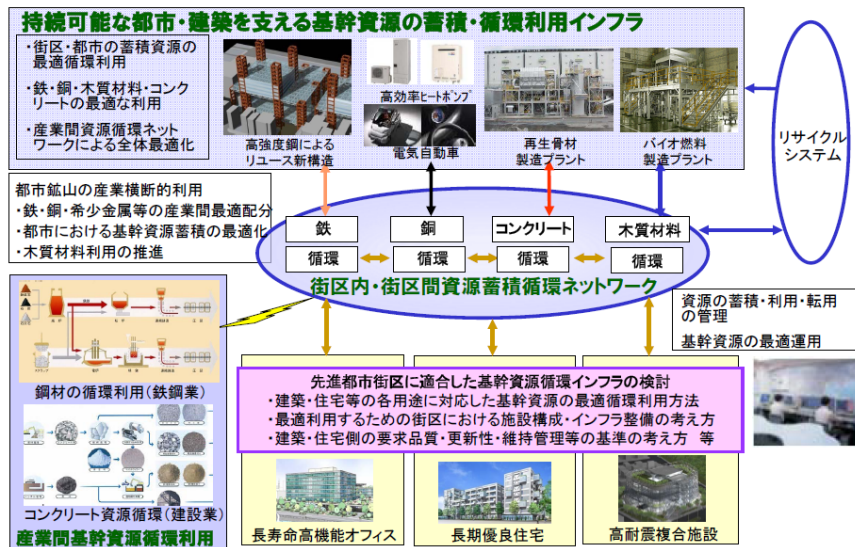 持続可能な都市・建築を支える基幹資源の蓄積・循環利用インフラ
・街区・都市の蓄積資源の
最適循環利用
・鉄・銅・木質材料・コンク
リートの最適な利用
・産業間資源循環ネット
ワークによる全体最適化
高強度鋼による
リユース新構造
高効率ヒートポンプ
電気自動車
再生骨材
製造プラント
バイオ燃料
製造プラント
リサイクル
システム
都市鉱山の産業横断的利用
・鉄・銅・希少金属等の産業間最適配分
・都市における基幹資源蓄積の最適化
・木質材料利用の推進
鉄
銅
コンクリート
木質材料
循環
循環
循環
循環
街区内・街区間資源蓄積循環ネットワーク
資源の蓄積・利用・転用
の管理
基幹資源の最適運用
鋼材の循環利用(鉄鋼業)
コンクリート資源循環(建設業)
産業間基幹資源循環利用
先進都市街区に適合した基幹資源循環インフラの検討
・建築・住宅等の各用途に対応した基幹資源の最適循環利用方法
・最適利用するための街区における施設構成・インフラ整備の考え方
・建築・住宅側の要求品質・更新性・維持管理等の基準の考え方 等
長寿命高機能オフィス
長期優良住宅
高耐震複合施設